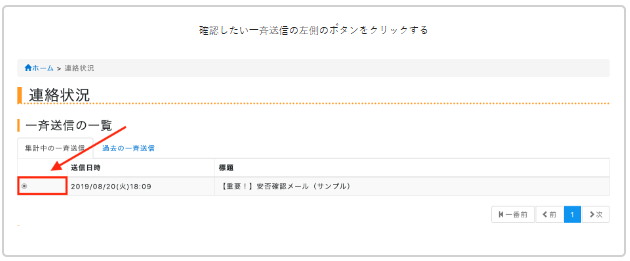 確認したい一斉送信の左側のボタンをクリックする
ホーム > 連絡状況
連絡状況
一斉送信の一覧
集計中の一斉送信 過去の一斉送信
送信日時 標題
2019/08/20(火)18:09 【重要！】安否確認メール（サンプル）
一番前 前 1 次